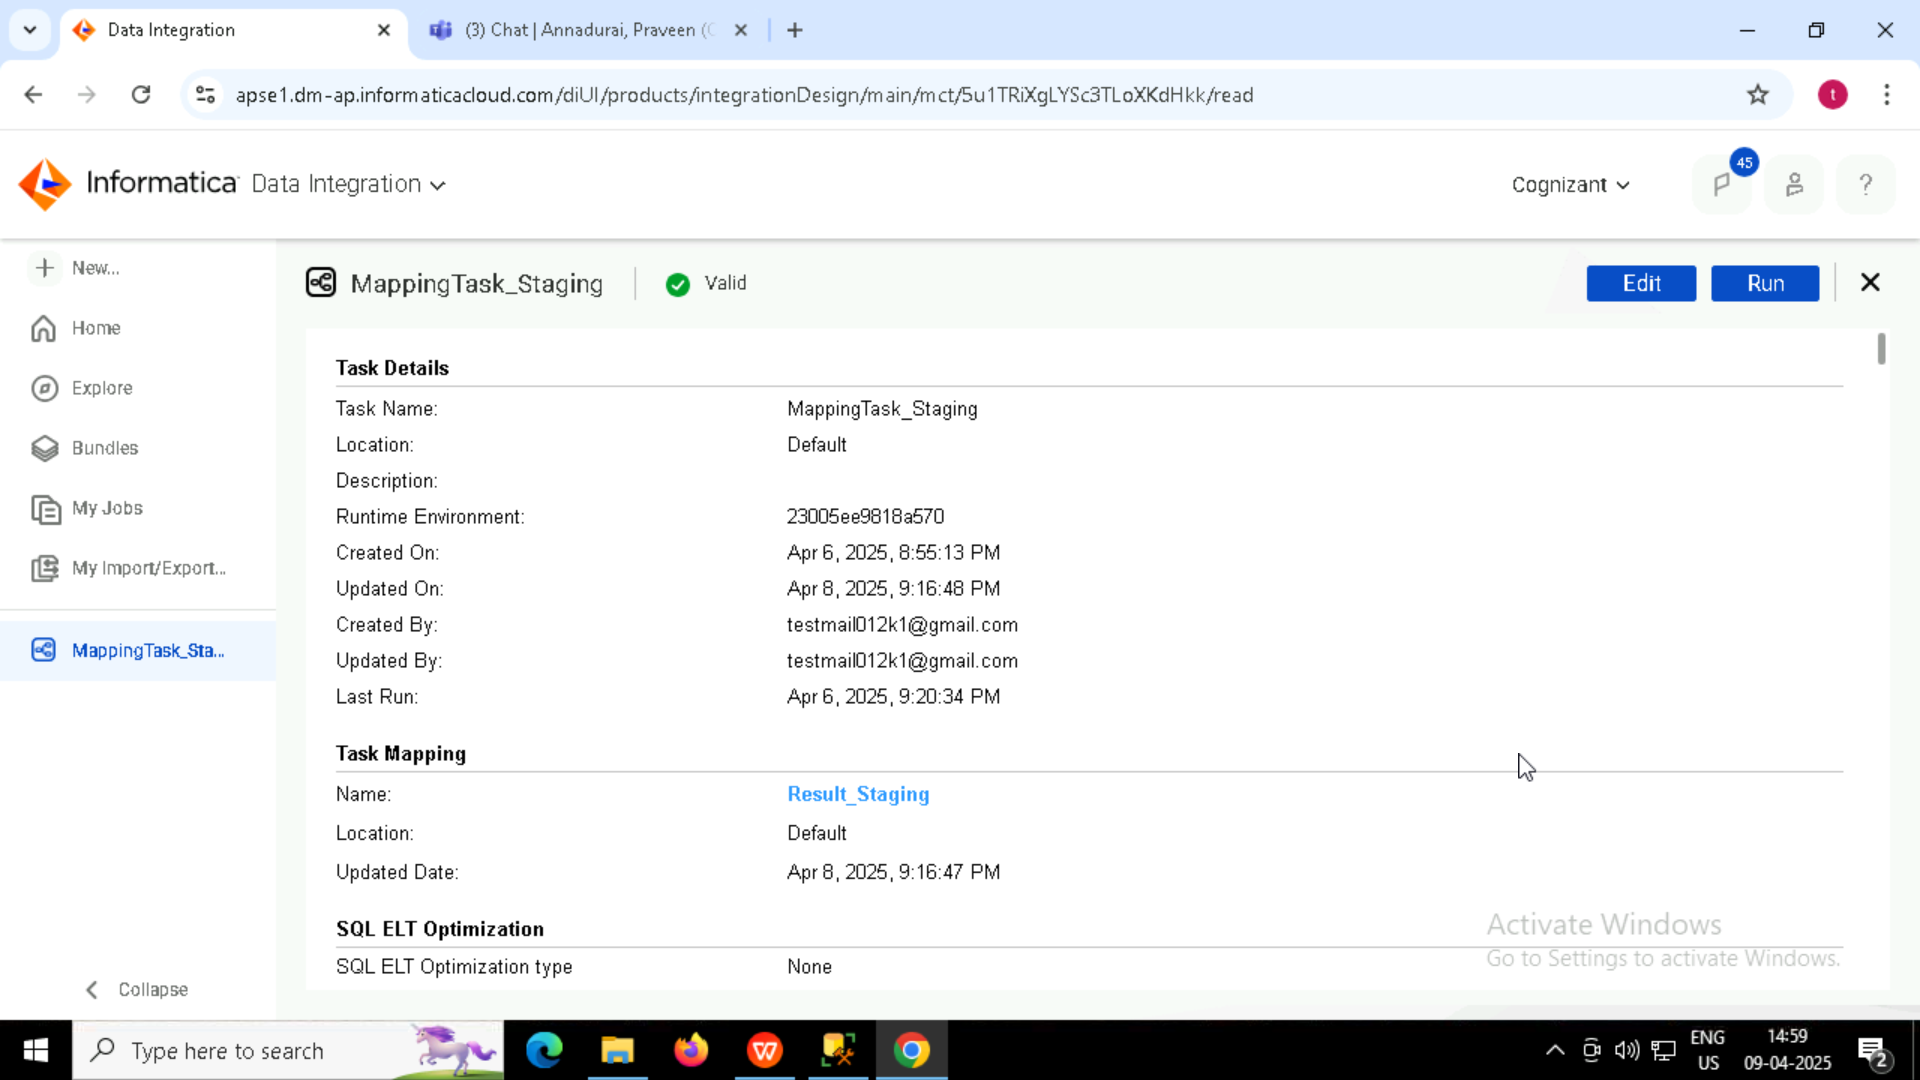 Data Integration
(3) Chat | Annadurai, Praveen (C
apse1.dm-ap.informaticacloud.com/diUI/products/integrationDesign/main/mct/5u1TRiXgLYSc3TLoXKdHkk/read
t
Informatica Data Integration
Cognizant
45
?
New...
Home
Explore
Bundles
My Jobs
My Import/Export...
MappingTask_Sta...
Collapse
MappingTask_Staging
Valid
Edit
Run
Task Details
Task Name: MappingTask_Staging
Location: Default
Description:
Runtime Environment: 23005ee9818a570
Created On: Apr 6, 2025, 8:55:13 PM
Updated On: Apr 8, 2025, 9:16:48 PM
Created By: testmail012k1@gmail.com
Updated By: testmail012k1@gmail.com
Last Run: Apr 6, 2025, 9:20:34 PM
Task Mapping
Name: Result_Staging
Location: Default
Updated Date: Apr 8, 2025, 9:16:47 PM
SQL ELT Optimization
SQL ELT Optimization type None
Activate Windows
Go to Settings to activate Windows.
Type here to search
ENG
US
14:59
09-04-2025
2